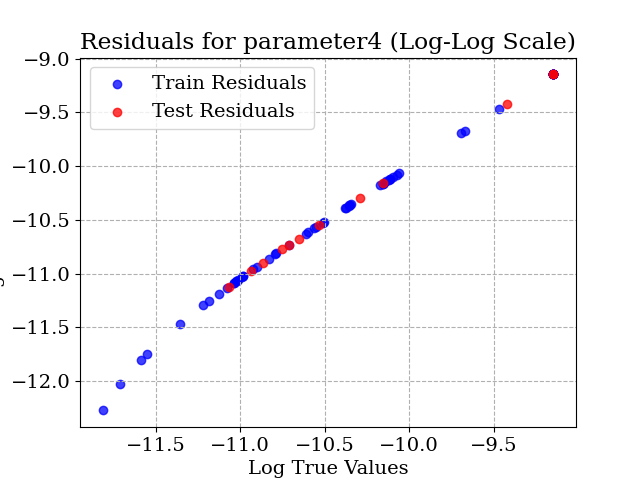 Residuals for parameter4 (Log-Log Scale)
Train Residuals
Test Residuals
−9.0
−9.5
−10.0
−10.5
−11.0
−11.5
−12.0
−11.5 −11.0 −10.5 −10.0 −9.5
Log True Values